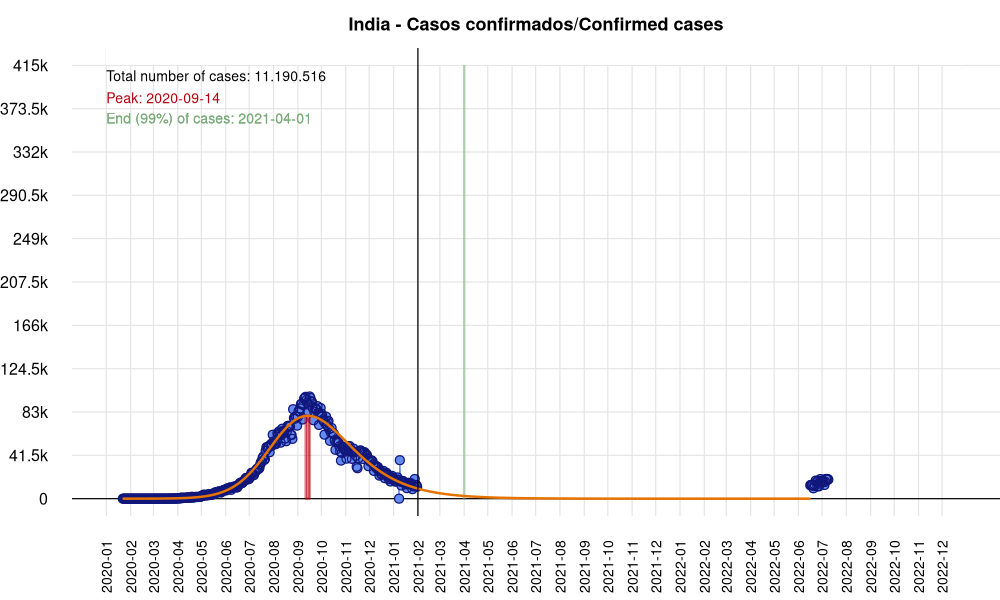 India - Casos confirmados/Confirmed cases
415k
Total number of cases: 11.190.516
Peak: 2020-09-14
373.5k
End (99%) of cases: 2021-04-01
332k
290.5k
249k
207.5k
166k
124.5k
83k
41.5k
0
2020-01
2020-02
2020-03
2020-04
2020-05
2020-06
2020-07
2020-08
2020-09
2020-10
2020-11
2020-12
2021-01
2021-02
2021-03
2021-04
2021-05
2021-06
2021-07
2021-08
2021-09
2021-10
2021-11
2021-12
2022-01
2022-02
2022-03
2022-04
2022-05
2022-06
2022-07
2022-08
2022-09
2022-10
2022-11
2022-12